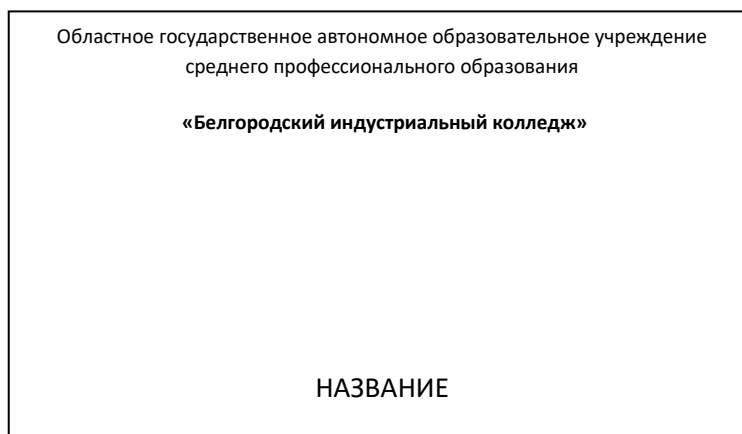 Областное государственное автономное образовательное учреждение
среднего профессионального образования
«Белгородский индустриальный колледж»
НАЗВАНИЕ